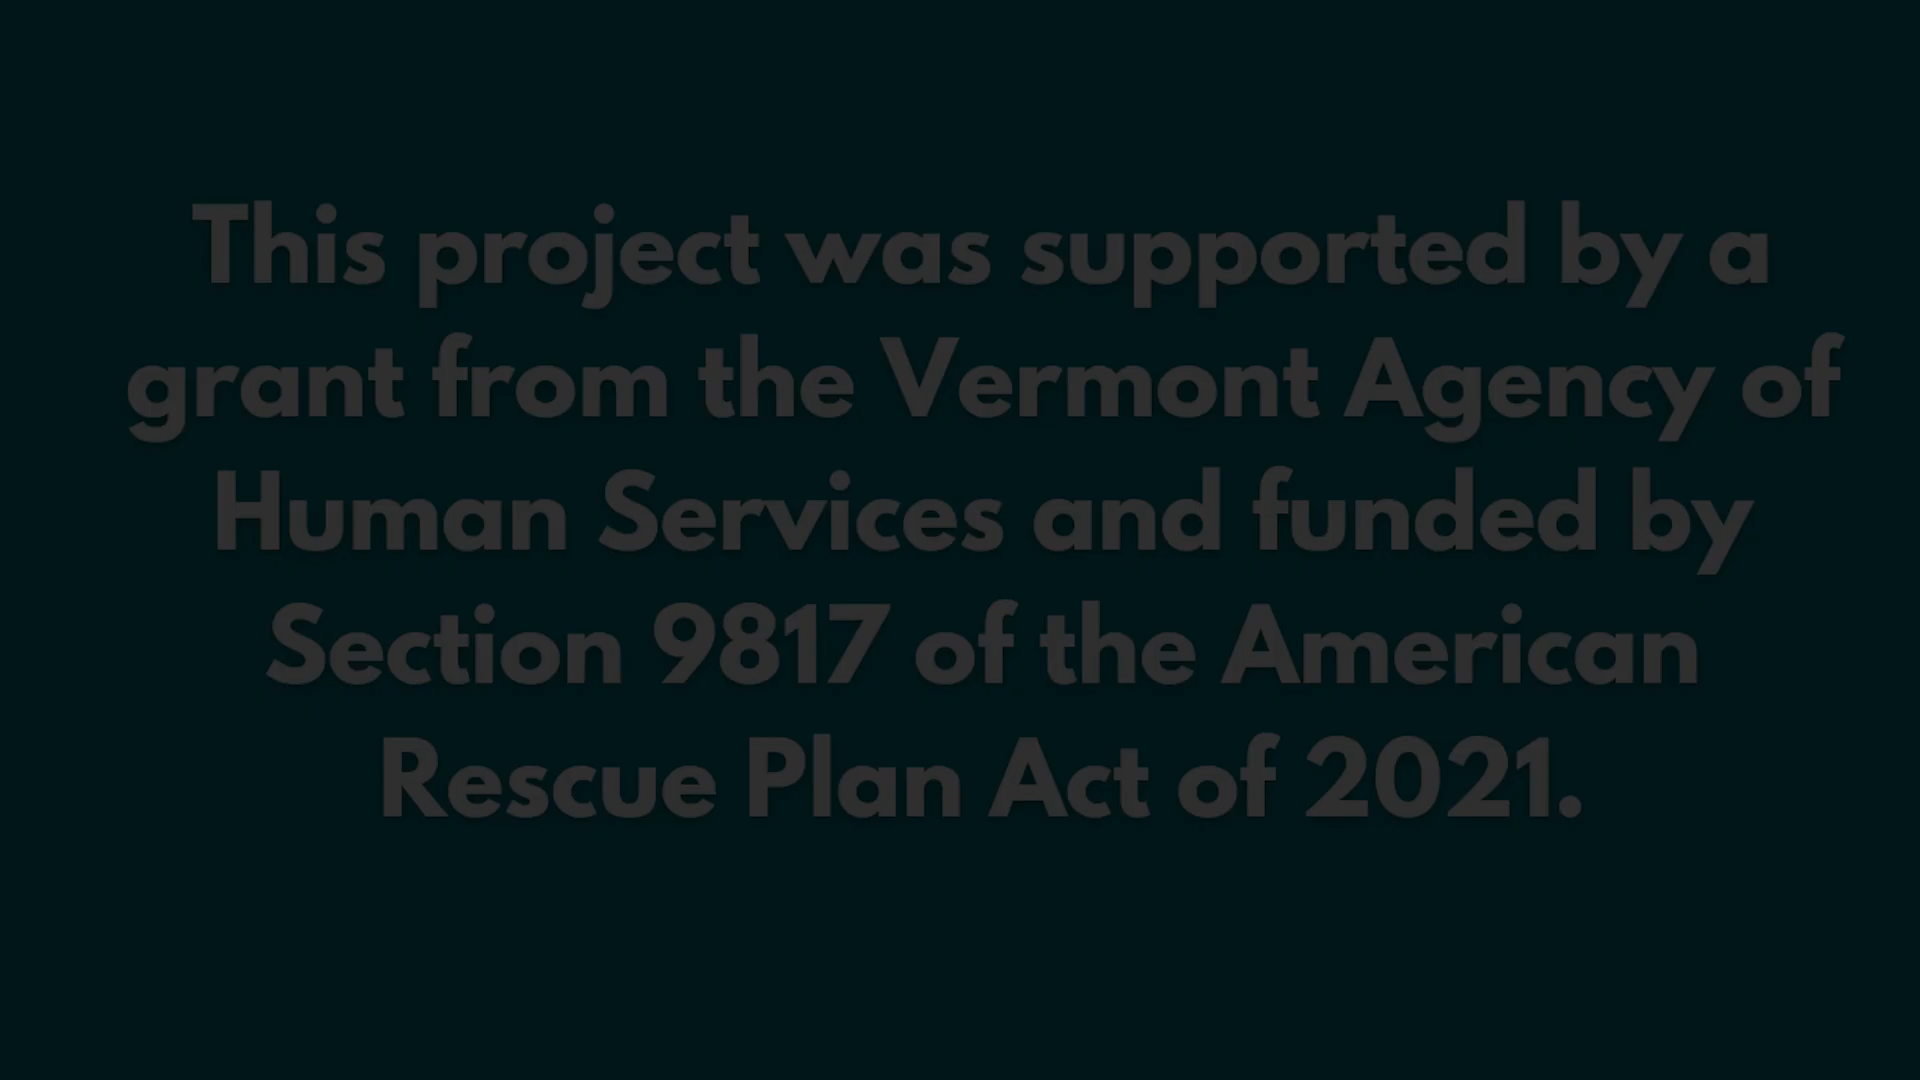 This project was supported by a
grant from the Vermont Agency of
Human Services and funded by
Section 9817 of the American
Rescue Plan Act of 2021.